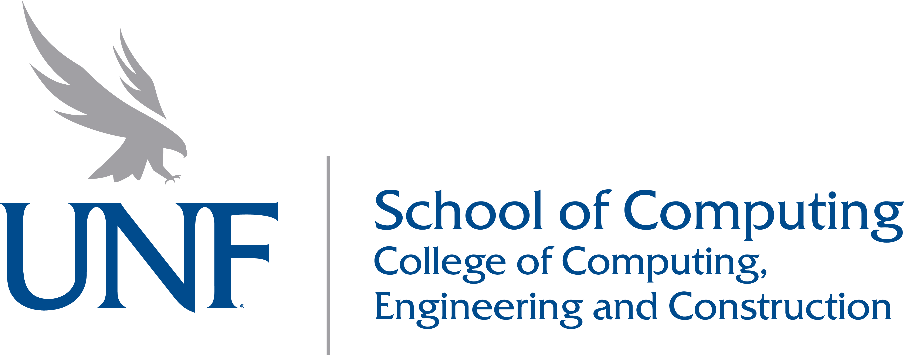 UNF
School of Computing
College of Computing,
Engineering and Construction